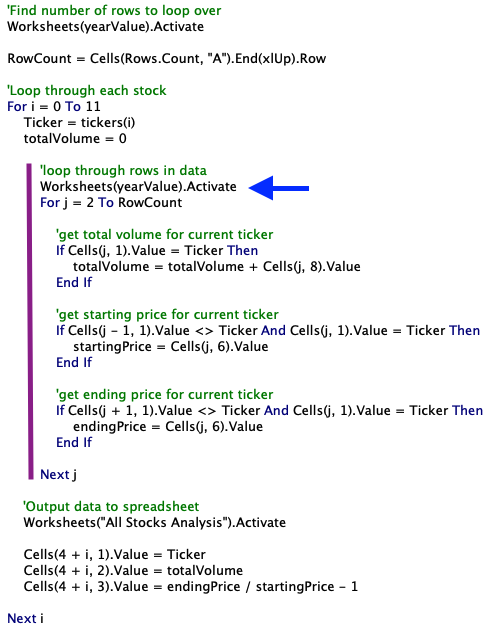 'Find number of rows to loop over
Worksheets(yearValue).Activate
RowCount = Cells(Rows.Count, "A").End(xlUp).Row
'Loop through each stock
For i = 0 To 11
Ticker = tickers(i)
totalVolume = 0
'loop through rows in data
Worksheets(yearValue).Activate
For j = 2 To RowCount
'get total volume for current ticker
If Cells(j, 1).Value = Ticker Then
totalVolume = totalVolume + Cells(j, 8).Value
End If
'get starting price for current ticker
If Cells(j - 1, 1).Value <> Ticker And Cells(j, 1).Value = Ticker Then
startingPrice = Cells(j, 6).Value
End If
'get ending price for current ticker
If Cells(j + 1, 1).Value <> Ticker And Cells(j, 1).Value = Ticker Then
endingPrice = Cells(j, 6).Value
End If
Next j
'Output data to spreadsheet
Worksheets("All Stocks Analysis").Activate
Cells(4 + i, 1).Value = Ticker
Cells(4 + i, 2).Value = totalVolume
Cells(4 + i, 3).Value = endingPrice / startingPrice - 1
Next i